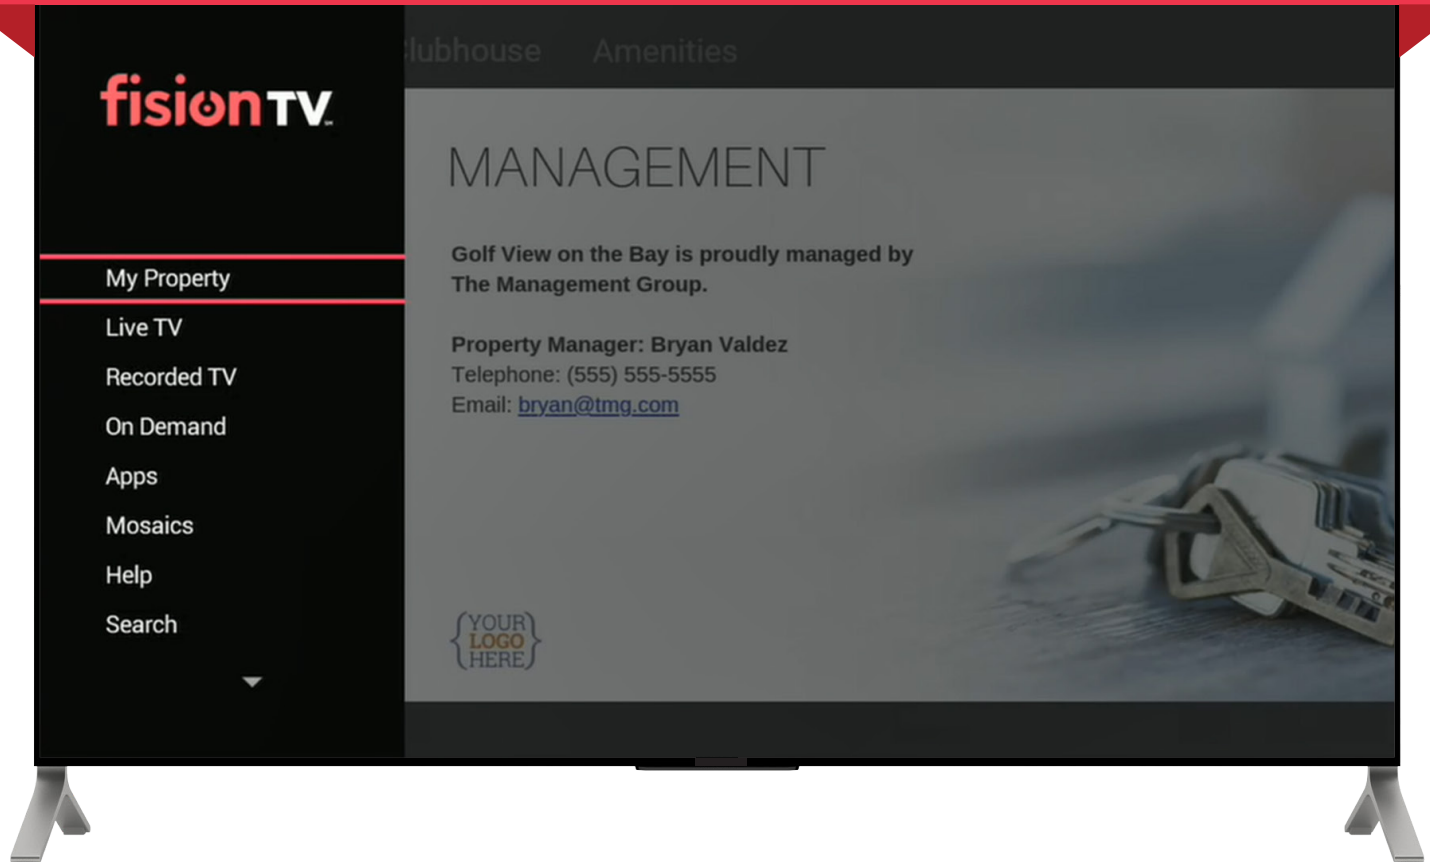 fision TV
SM
My Property
Live TV
Recorded TV
On Demand
Apps
Mosaics
Help
Search
lubhouse Amenities
MANAGEMENT
Golf View on the Bay is proudly managed by
The Management Group.
Property Manager: Bryan Valdez
Telephone: (555) 555-5555
Email: bryan@tmg.com
{YOUR
LOGO
HERE}